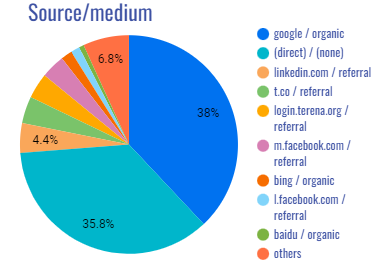 Source/medium
6.8%
38%
4.4%
35.8%
google / organic
(direct) / (none)
linkedin.com / referral
t.co / referral
login.terena.org /
referral
m.facebook.com /
referral
bing / organic
l.facebook.com /
referral
baidu / organic
others